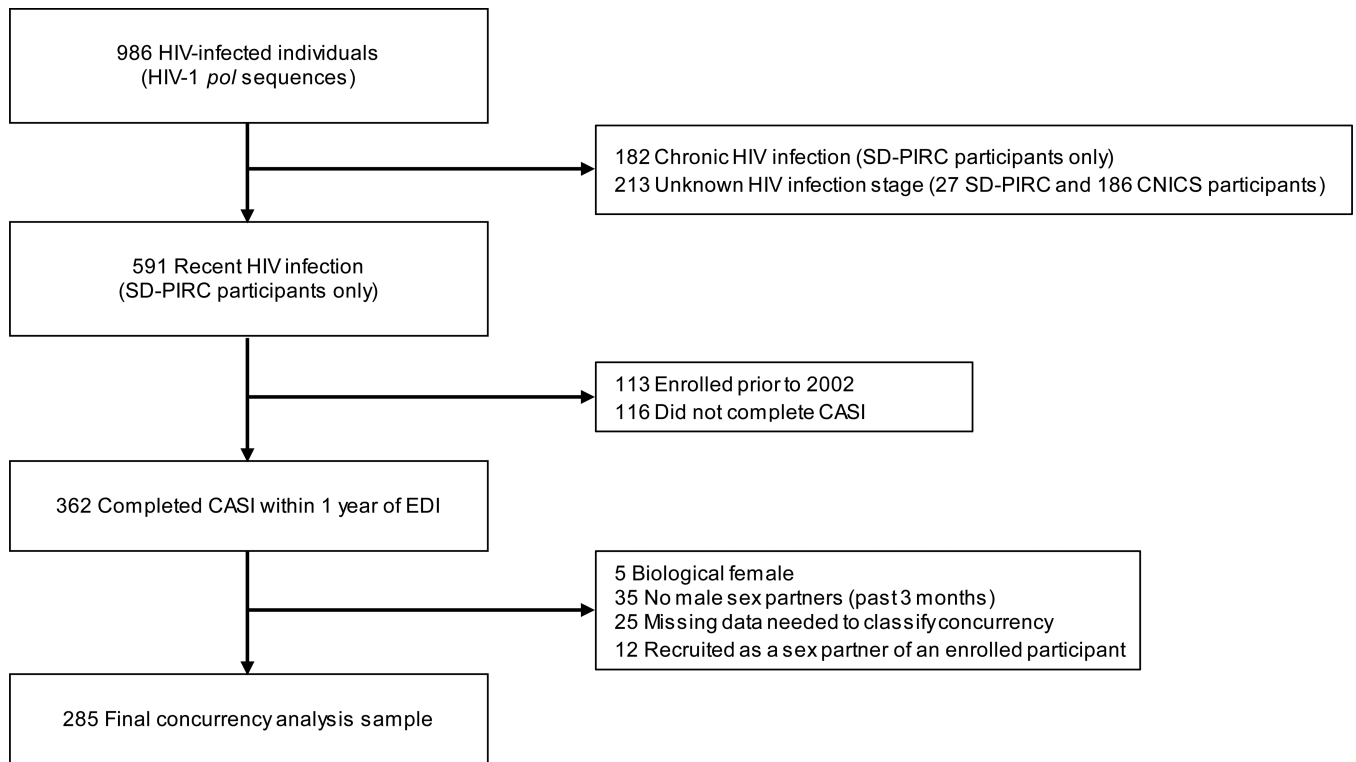 986 HIV-infected individuals
(HIV-1 pol sequences)
182 Chronic HIV infection (SD-PIRC participants only)
213 Unknown HIV infection stage (27 SD-PIRC and 186 CNICS participants)
591 Recent HIV infection
(SD-PIRC participants only)
113 Enrolled prior to 2002
116 Did not complete CASI
362 Completed CASI within 1 year of EDI
5 Biological female
35 No male sex partners (past 3 months)
25 Missing data needed to classify concurrency
12 Recruited as a sex partner of an enrolled participant
285 Final concurrency analysis sample